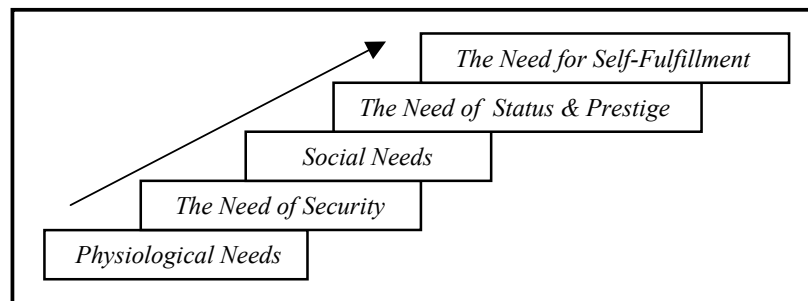 The Need for Self-Fulfillment
The Need of Status & Prestige
Social Needs
The Need of Security
Physiological Needs